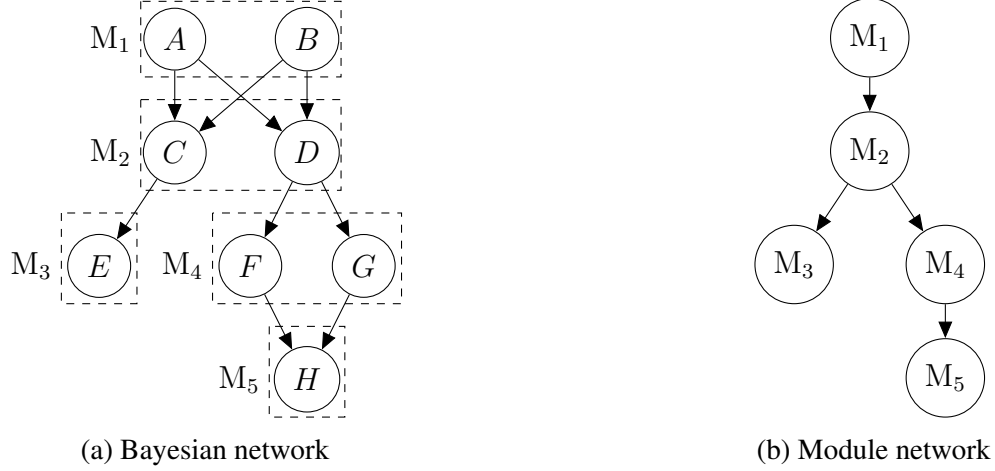 M1 A B
M2 C D
M3 E M4 F G
M5 H
(a) Bayesian network
M1
M2
M3 M4
M5
(b) Module network